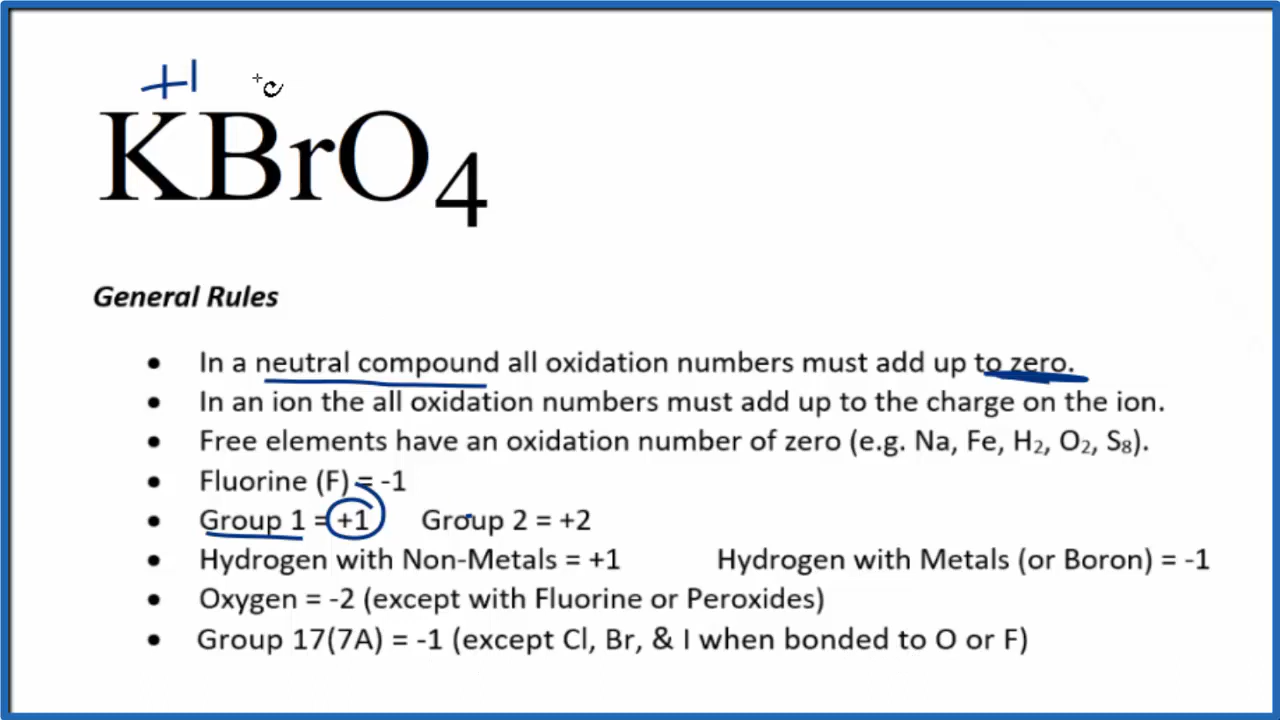 +1
KBrO₄
General Rules
• In a neutral compound all oxidation numbers must add up to zero.
• In an ion the all oxidation numbers must add up to the charge on the ion.
• Free elements have an oxidation number of zero (e.g. Na, Fe, H₂, O₂, S₈).
• Fluorine (F) = -1
• Group 1 = +1 Group 2 = +2
• Hydrogen with Non-Metals = +1 Hydrogen with Metals (or Boron) = -1
• Oxygen = -2 (except with Fluorine or Peroxides)
• Group 17(7A) = -1 (except Cl, Br, & I when bonded to O or F)